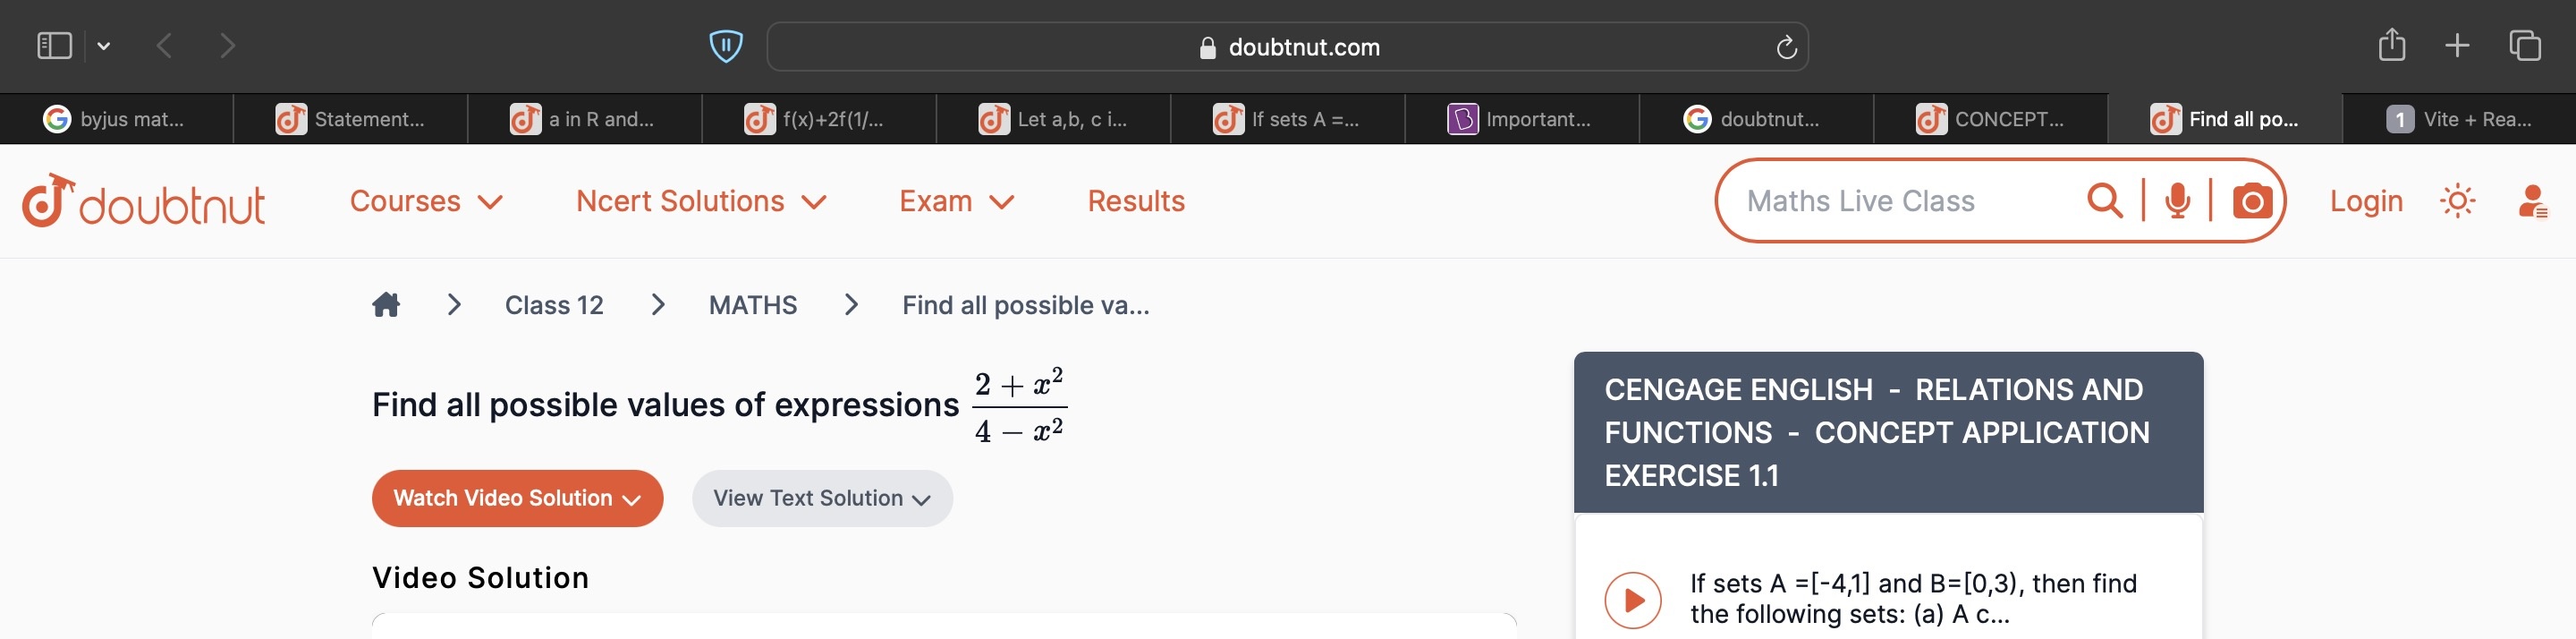 doubtnut.com
byjus mat...
Statement...
a in R and...
f(x)+2f(1/...
Let a,b, c i...
If sets A =...
Important...
doubtnut...
CONCEPT...
Find all po...
1 Vite + Rea...
doubtnut
Courses
Ncert Solutions
Exam
Results
Maths Live Class
Login
Class 12
MATHS
Find all possible va...
Find all possible values of expressions (2 + x²)/(4 − x²)
Watch Video Solution
View Text Solution
Video Solution
CENGAGE ENGLISH - RELATIONS AND
FUNCTIONS - CONCEPT APPLICATION
EXERCISE 1.1
If sets A =[-4,1] and B=[0,3), then find
the following sets: (a) A c...